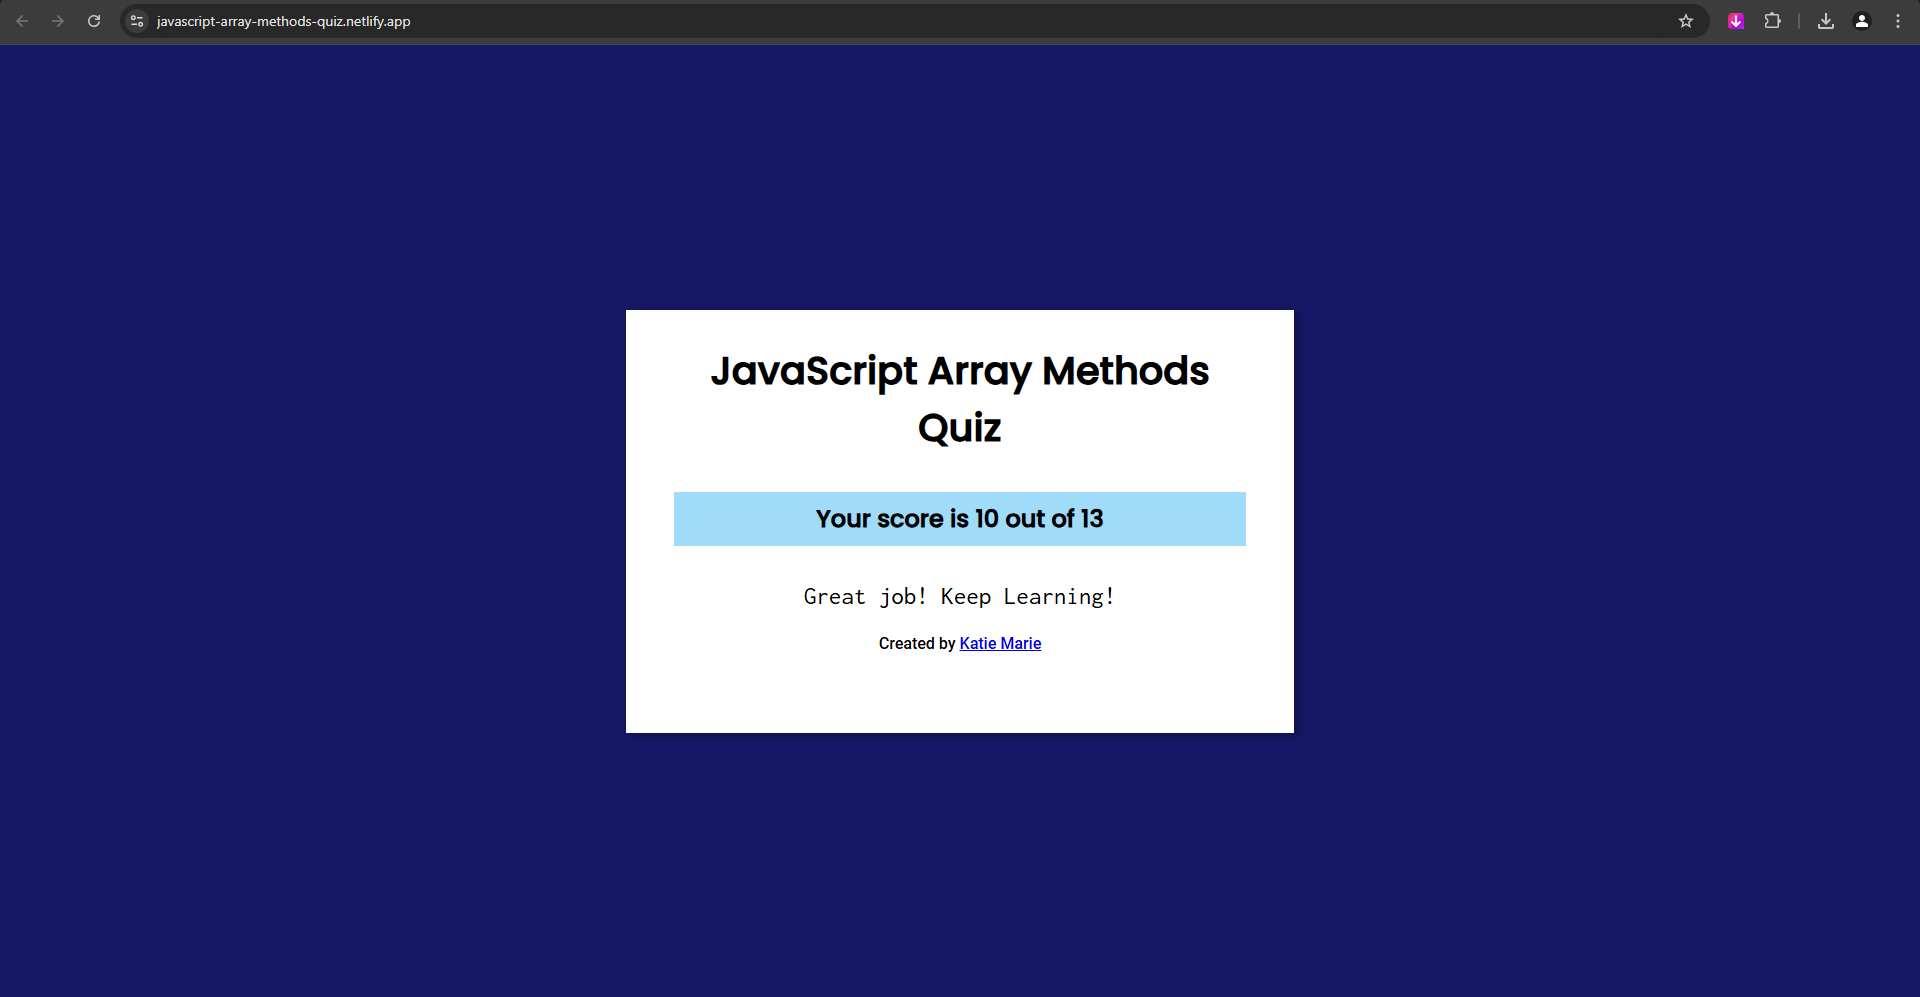 javascript-array-methods-quiz.netlify.app
JavaScript Array Methods
Quiz
Your score is 10 out of 13
Great job! Keep Learning!
Created by Katie Marie